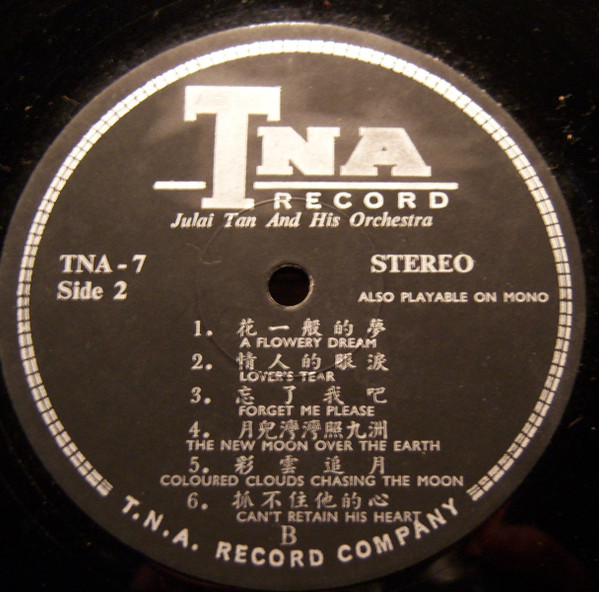 TNA
RECORD
Julai Tan And His Orchestra
TNA - 7
Side 2
STEREO
ALSO PLAYABLE ON MONO
1. 花一般的夢
A FLOWERY DREAM
2. 情人的眼淚
LOVER'S TEAR
3. 忘了我吧
FORGET ME PLEASE
4. 月兒灣灣照九洲
THE NEW MOON OVER THE EARTH
5. 彩雲追月
COLOURED CLOUDS CHASING THE MOON
6. 抓不住他的心
CAN'T RETAIN HIS HEART
B
T.N.A. RECORD COMPANY